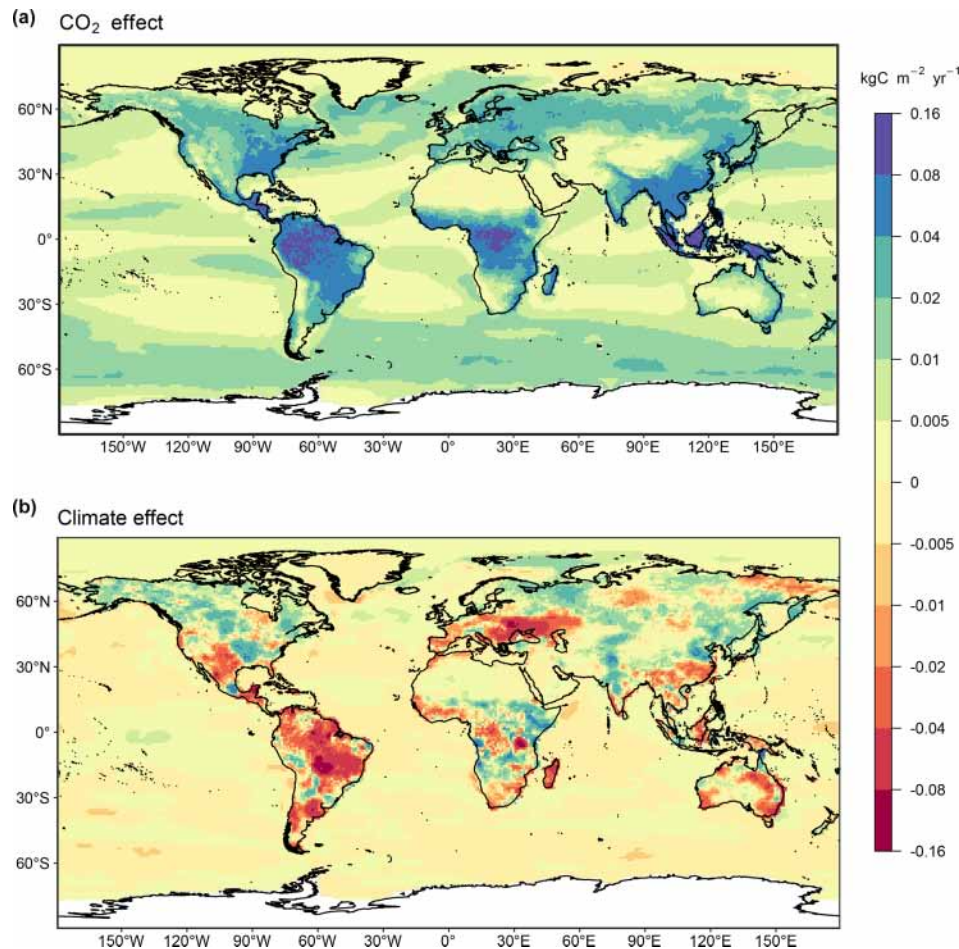 (a)
CO₂ effect
60°N
30°N
0°
30°S
60°S
150°W 120°W 90°W 60°W 30°W 0° 30°E 60°E 90°E 120°E 150°E
kgC m⁻² yr⁻¹
0.16
0.08
0.04
0.02
0.01
0.005
0
-0.005
-0.01
-0.02
-0.04
-0.08
-0.16
(b)
Climate effect
60°N
30°N
0°
30°S
60°S
150°W 120°W 90°W 60°W 30°W 0° 30°E 60°E 90°E 120°E 150°E